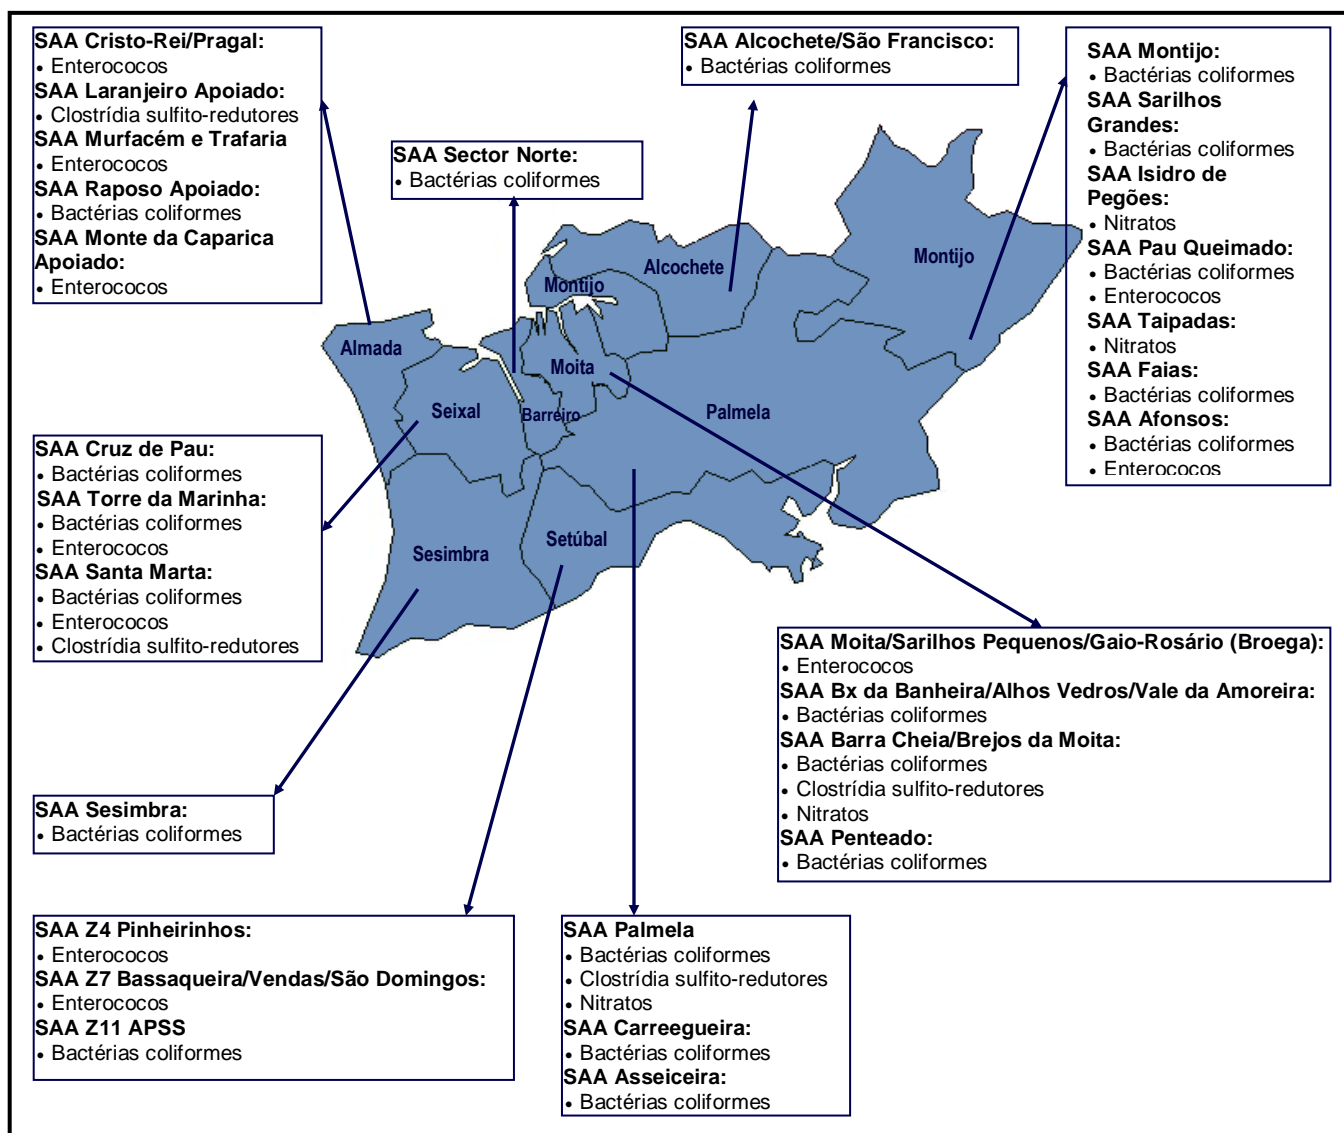 SAA Cristo-Rei/Pragal:
• Enterococos
SAA Laranjeiro Apoiado:
• Clostrídia sulfito-redutores
SAA Murfacém e Trafaria
• Enterococos
SAA Raposo Apoiado:
• Bactérias coliformes
SAA Monte da Caparica
Apoiado:
• Enterococos
SAA Sector Norte:
• Bactérias coliformes
SAA Alcochete/São Francisco:
• Bactérias coliformes
SAA Montijo:
• Bactérias coliformes
SAA Sarilhos
Grandes:
• Bactérias coliformes
SAA Isidro de
Pegões:
• Nitratos
SAA Pau Queimado:
• Bactérias coliformes
• Enterococos
SAA Taipadas:
• Nitratos
SAA Faias:
• Bactérias coliformes
SAA Afonsos:
• Bactérias coliformes
• Enterococos
Montijo
Alcochete
Montijo
Almada
Moita
Seixal
Barreiro
Palmela
Sesimbra
Setúbal
SAA Cruz de Pau:
• Bactérias coliformes
SAA Torre da Marinha:
• Bactérias coliformes
• Enterococos
SAA Santa Marta:
• Bactérias coliformes
• Enterococos
• Clostrídia sulfito-redutores
SAA Sesimbra:
• Bactérias coliformes
SAA Moita/Sarilhos Pequenos/Gaio-Rosário (Broega):
• Enterococos
SAA Bx da Banheira/Alhos Vedros/Vale da Amoreira:
• Bactérias coliformes
SAA Barra Cheia/Brejos da Moita:
• Bactérias coliformes
• Clostrídia sulfito-redutores
• Nitratos
SAA Penteado:
• Bactérias coliformes
SAA Z4 Pinheirinhos:
• Enterococos
SAA Z7 Bassaqueira/Vendas/São Domingos:
• Enterococos
SAA Z11 APSS
• Bactérias coliformes
SAA Palmela
• Bactérias coliformes
• Clostrídia sulfito-redutores
• Nitratos
SAA Carreegueira:
• Bactérias coliformes
SAA Asseiceira:
• Bactérias coliformes